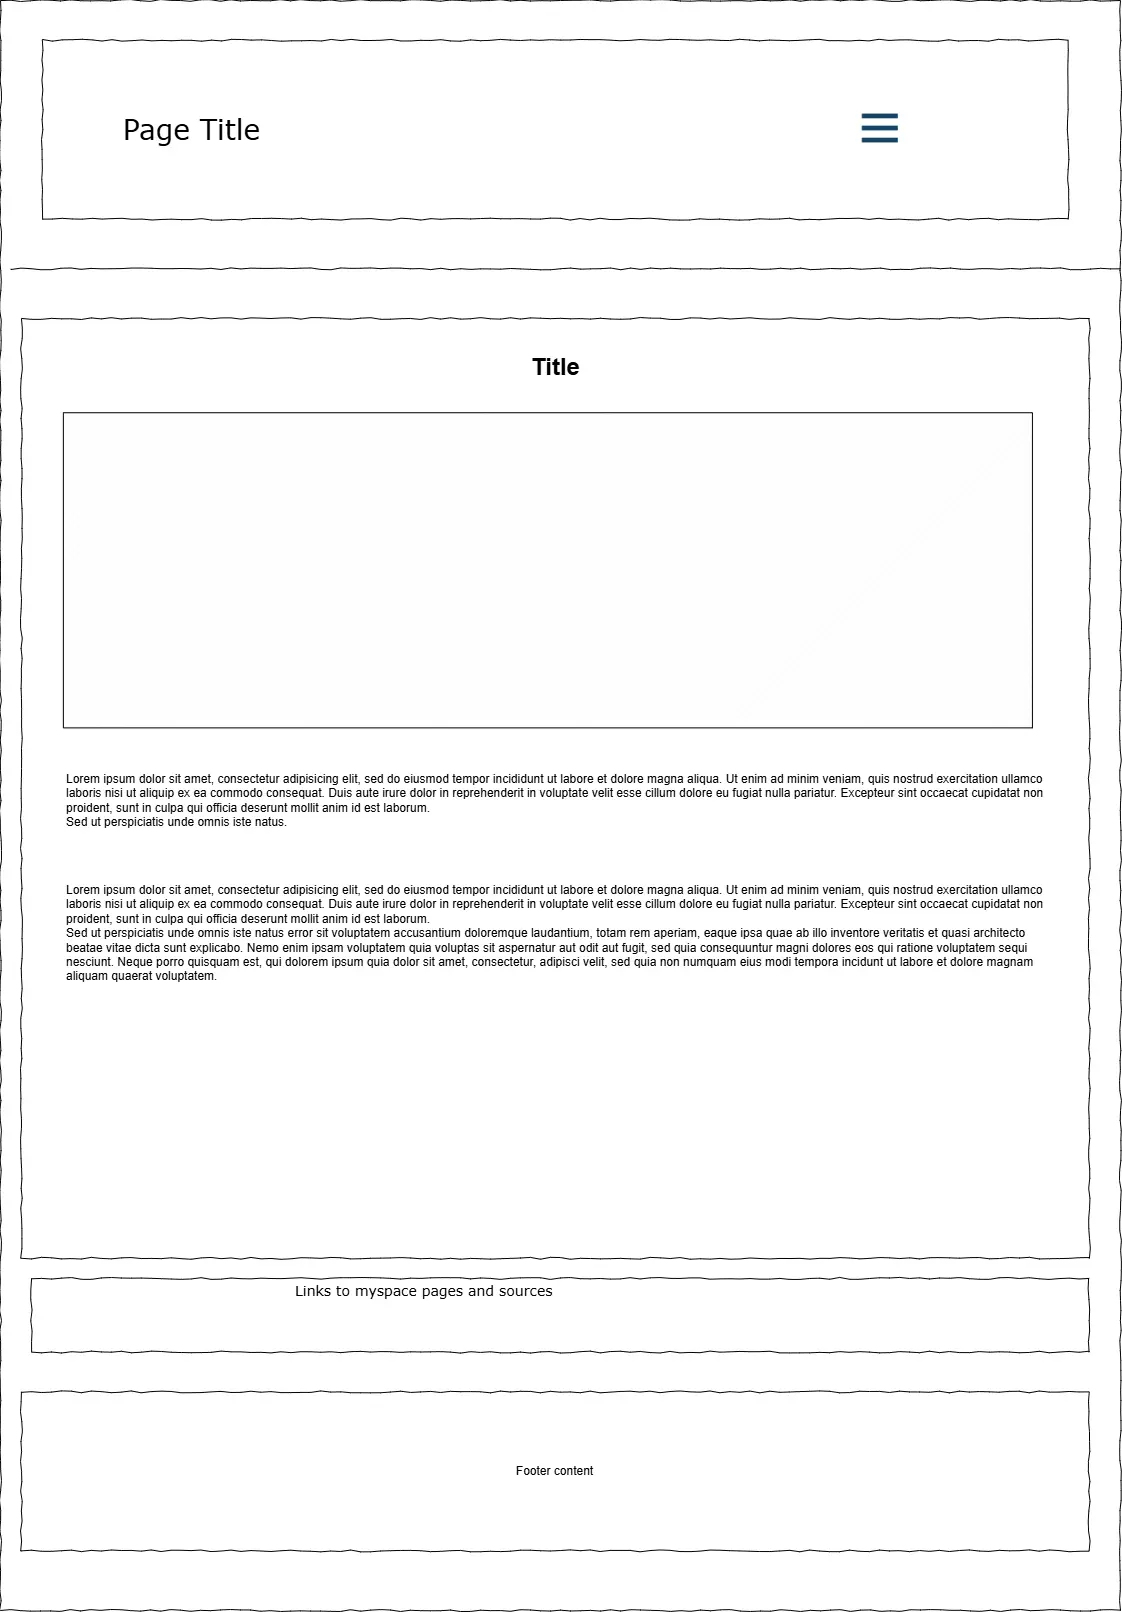 Page Title
Title
Lorem ipsum dolor sit amet, consectetur adipisicing elit, sed do eiusmod tempor incididunt ut labore et dolore magna aliqua. Ut enim ad minim veniam, quis nostrud exercitation ullamco
laboris nisi ut aliquip ex ea commodo consequat. Duis aute irure dolor in reprehenderit in voluptate velit esse cillum dolore eu fugiat nulla pariatur. Excepteur sint occaecat cupidatat non
proident, sunt in culpa qui officia deserunt mollit anim id est laborum.
Sed ut perspiciatis unde omnis iste natus.
Lorem ipsum dolor sit amet, consectetur adipisicing elit, sed do eiusmod tempor incididunt ut labore et dolore magna aliqua. Ut enim ad minim veniam, quis nostrud exercitation ullamco
laboris nisi ut aliquip ex ea commodo consequat. Duis aute irure dolor in reprehenderit in voluptate velit esse cillum dolore eu fugiat nulla pariatur. Excepteur sint occaecat cupidatat non
proident, sunt in culpa qui officia deserunt mollit anim id est laborum.
Sed ut perspiciatis unde omnis iste natus error sit voluptatem accusantium doloremque laudantium, totam rem aperiam, eaque ipsa quae ab illo inventore veritatis et quasi architecto
beatae vitae dicta sunt explicabo. Nemo enim ipsam voluptatem quia voluptas sit aspernatur aut odit aut fugit, sed quia consequuntur magni dolores eos qui ratione voluptatem sequi
nesciunt. Neque porro quisquam est, qui dolorem ipsum quia dolor sit amet, consectetur, adipisci velit, sed quia non numquam eius modi tempora incidunt ut labore et dolore magnam
aliquam quaerat voluptatem.
Links to myspace pages and sources
Footer content